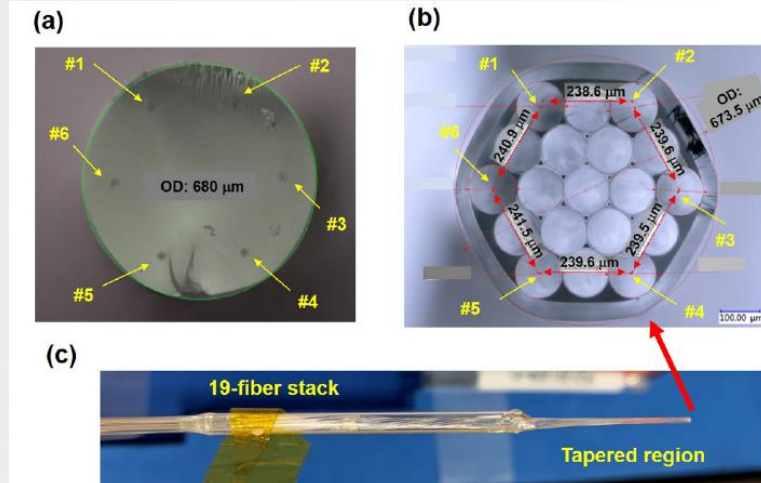 (a)
#1
#2
#6
OD: 680 μm
#3
#5
#4
(b)
#1
238.6 μm
#2
OD:
673.5 μm
240.9 μm
239.6 μm
#6
241.5 μm
239.5 μm
#3
239.6 μm
#5
#4
100.00 μm
(c)
19-fiber stack
Tapered region